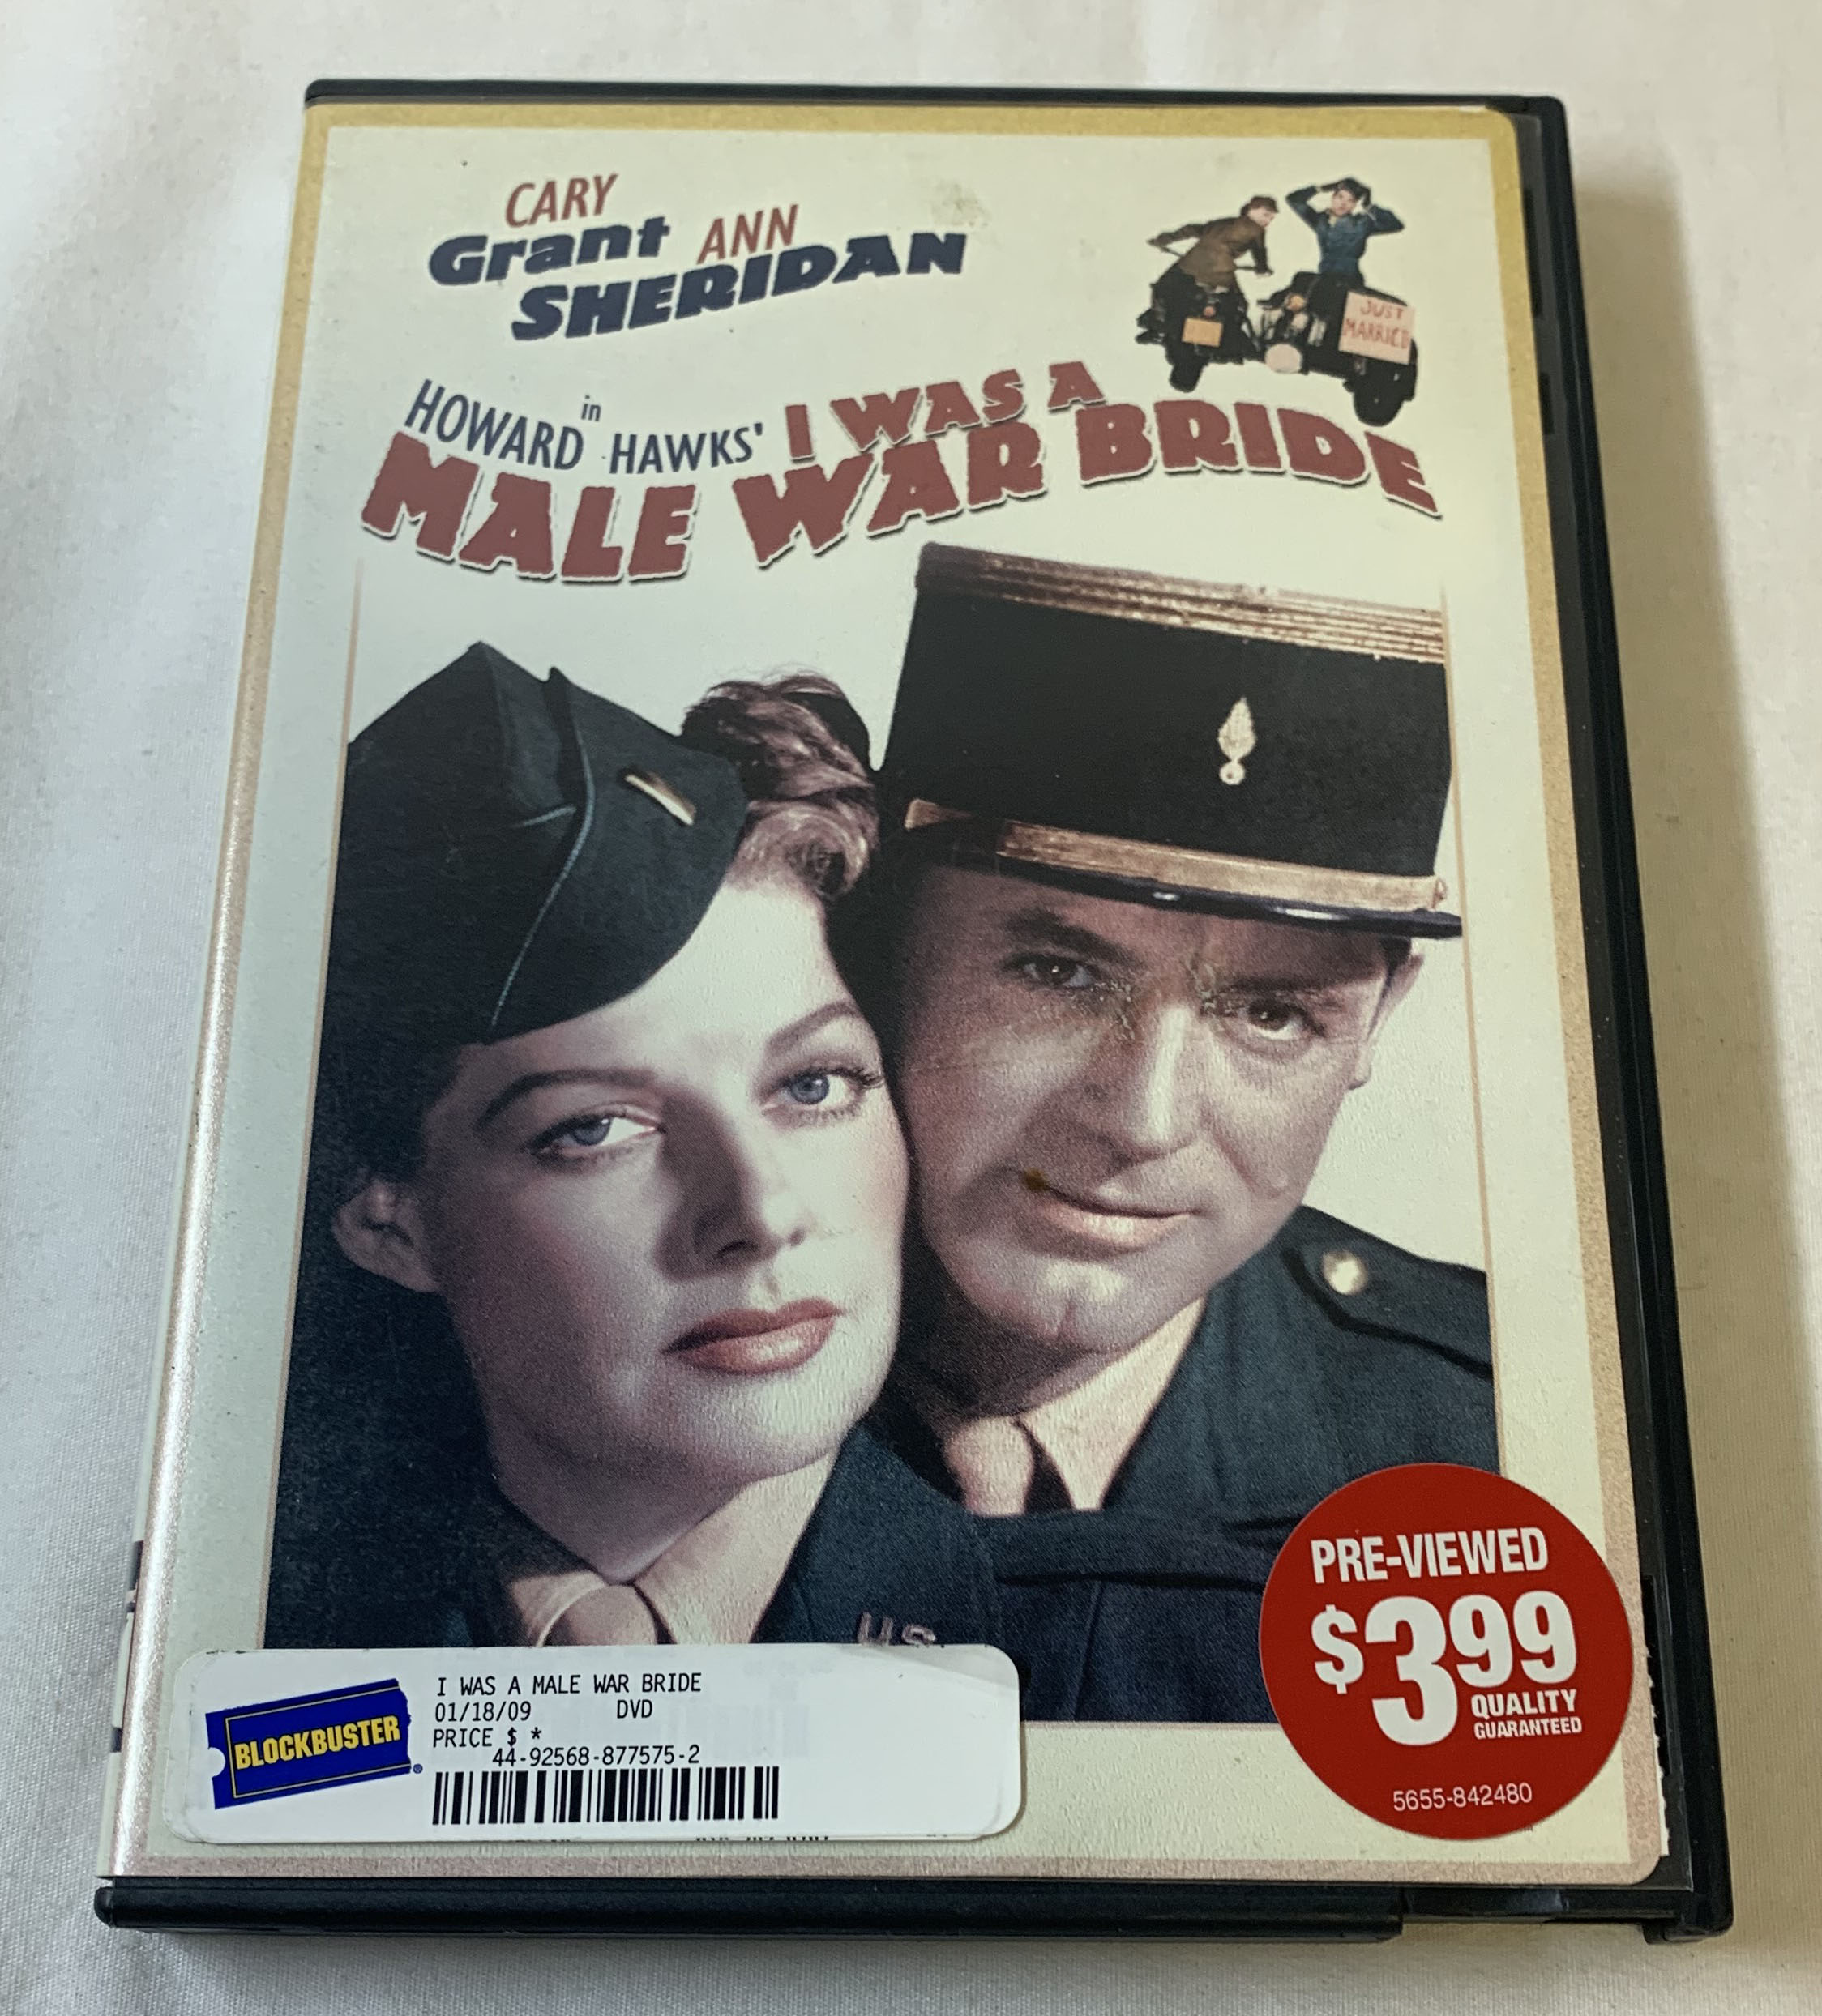 CARY
Grant ANN
SHERIDAN
in
HOWARD HAWKS' I WAS A
MALE WAR BRIDE
JUST
MARRIED
U.S.
PRE-VIEWED
$3.99
QUALITY
GUARANTEED
5655-842480
BLOCKBUSTER®
I WAS A MALE WAR BRIDE
01/18/09 DVD
PRICE $ *
44-92568-877575-2